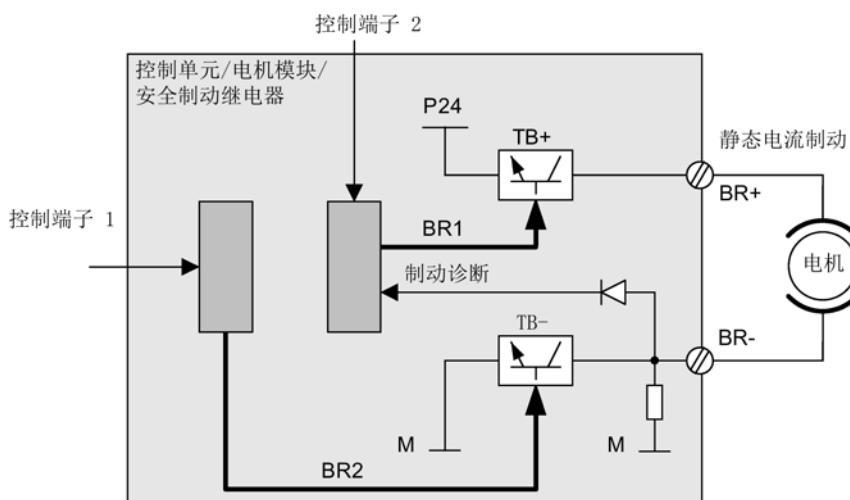 控制端子 2
控制单元/电机模块/
安全制动继电器
P24
TB+
静态电流制动
BR+
控制端子 1
BR1
电机
制动诊断
TB-
BR-
M
M
BR2